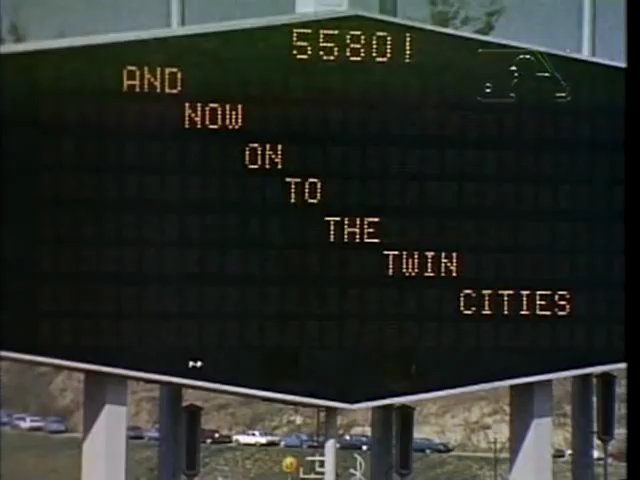 55801
AND
NOW
ON
TO
THE
TWIN
CITIES